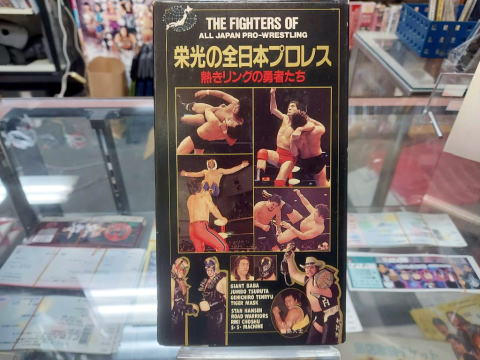 THE FIGHTERS OF
ALL JAPAN PRO-WRESTLING
栄光の全日本プロレス
熱きリングの勇者たち
GIANT BABA
JUMBO TSURUTA
GENICHIRO TENRYU
TIGER MASK
STAN HANSEN
ROAD WARRIORS
RIKI CHOSHU
S・S・MACHINE